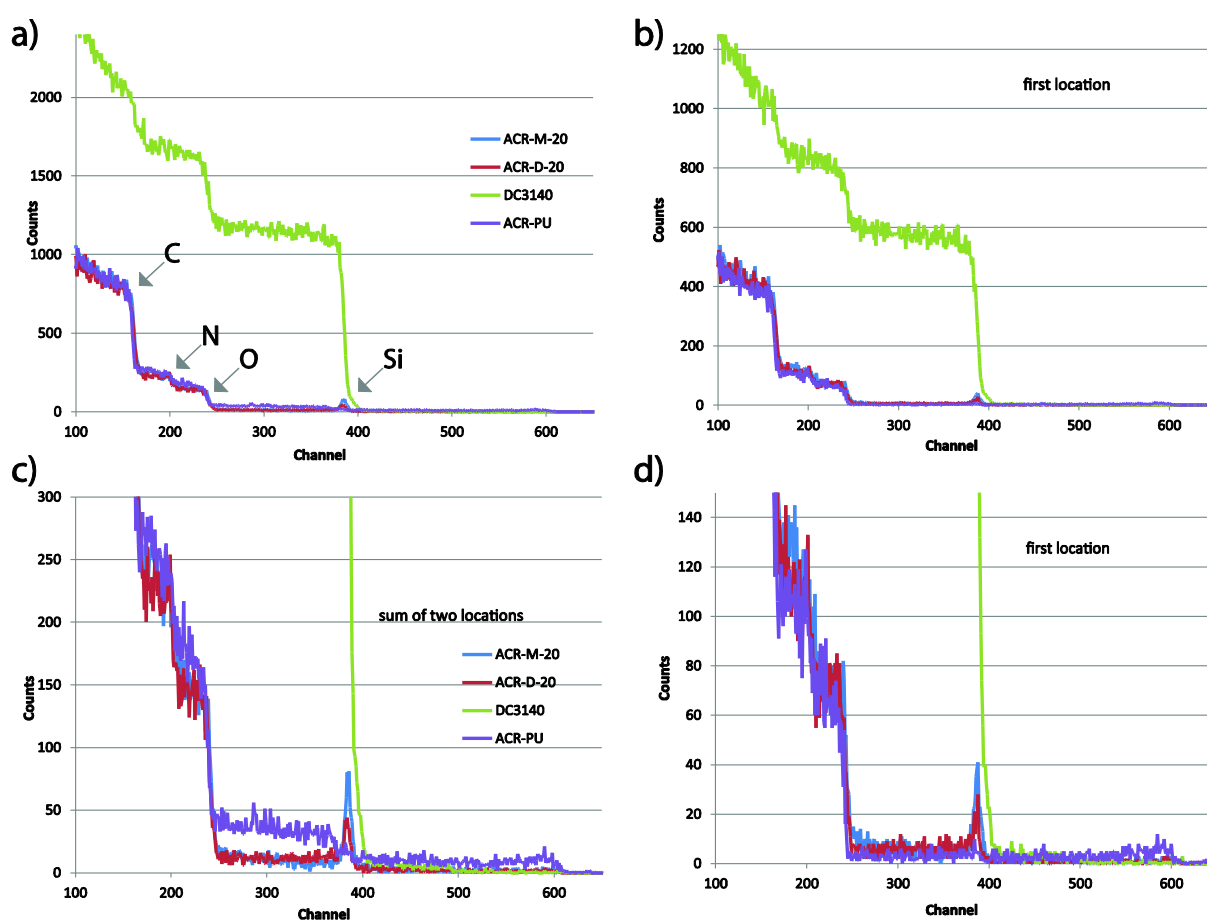 a)
Counts
2000
1500
1000
500
0
100 200 300 400 500 600
Channel
ACR-M-20
ACR-D-20
DC3140
ACR-PU
C
N
O
Si
b)
Counts
1200
1000
800
600
400
200
0
100 200 300 400 500 600
Channel
first location
c)
Counts
300
250
200
150
100
50
0
100 200 300 400 500 600
Channel
sum of two locations
ACR-M-20
ACR-D-20
DC3140
ACR-PU
d)
Counts
140
120
100
80
60
40
20
0
100 200 300 400 500 600
Channel
first location